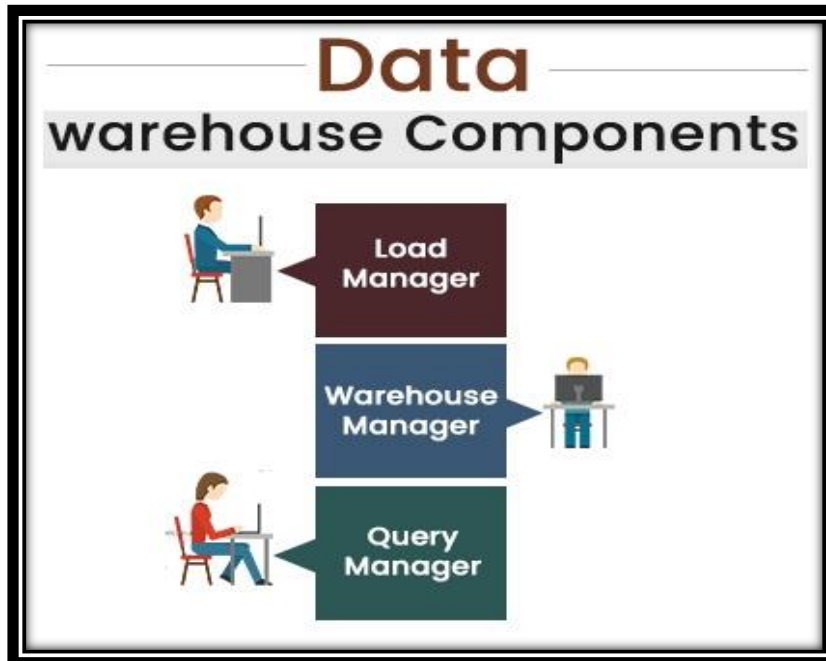 Data
warehouse Components
Load
Manager
Warehouse
Manager
Query
Manager